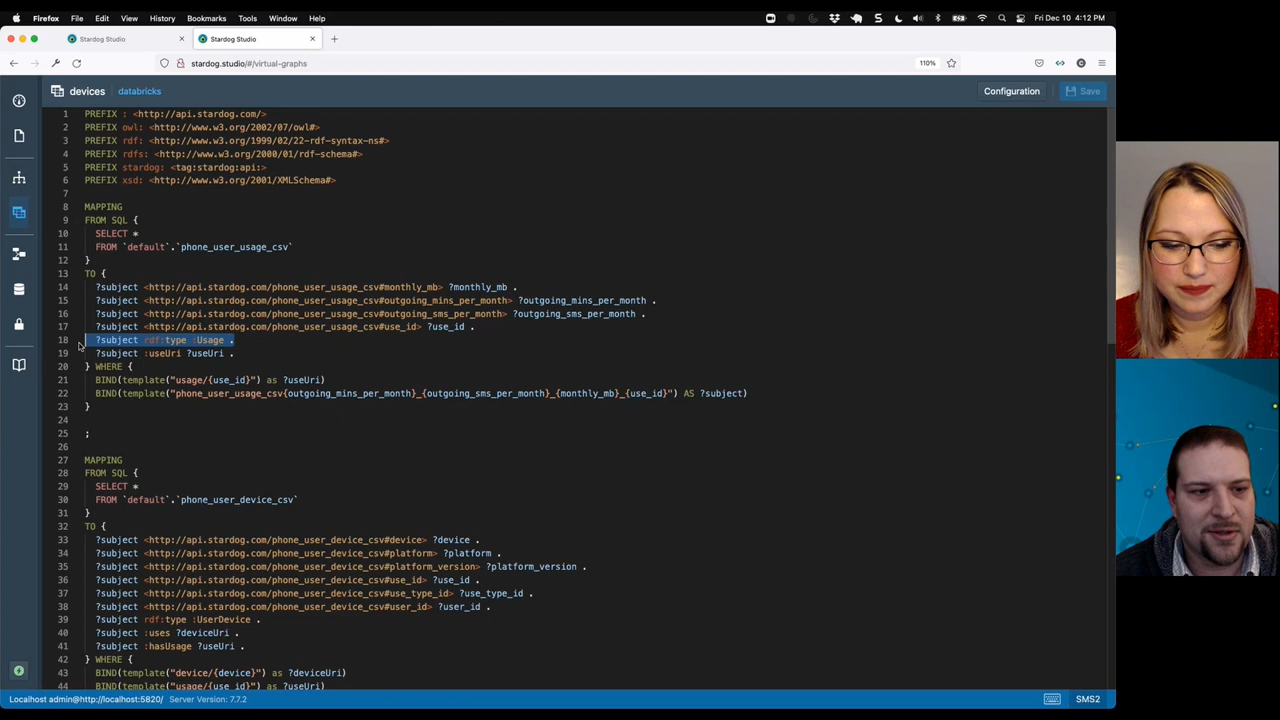 Firefox File Edit View History Bookmarks Tools Window Help Fri Dec 10 4:12 PM
Stardog Studio
Stardog Studio
stardog.studio/#/virtual-graphs 110%
devices databricks Configuration Save
1 PREFIX : <http://api.stardog.com/>
2 PREFIX owl: <http://www.w3.org/2002/07/owl#>
3 PREFIX rdf: <http://www.w3.org/1999/02/22-rdf-syntax-ns#>
4 PREFIX rdfs: <http://www.w3.org/2000/01/rdf-schema#>
5 PREFIX stardog: <tag:stardog:api:>
6 PREFIX xsd: <http://www.w3.org/2001/XMLSchema#>
7
8 MAPPING
9 FROM SQL {
10 SELECT *
11 FROM `default`.`phone_user_usage_csv`
12 }
13 TO {
14 ?subject <http://api.stardog.com/phone_user_usage_csv#monthly_mb> ?monthly_mb .
15 ?subject <http://api.stardog.com/phone_user_usage_csv#outgoing_mins_per_month> ?outgoing_mins_per_month .
16 ?subject <http://api.stardog.com/phone_user_usage_csv#outgoing_sms_per_month> ?outgoing_sms_per_month .
17 ?subject <http://api.stardog.com/phone_user_usage_csv#use_id> ?use_id .
18 ?subject rdf:type :Usage .
19 ?subject :useUri ?useUri .
20 } WHERE {
21 BIND(template("usage/{use_id}") as ?useUri)
22 BIND(template("phone_user_usage_csv{outgoing_mins_per_month}_{outgoing_sms_per_month}_{monthly_mb}_{use_id}") AS ?subject)
23 }
24
25 ;
26
27 MAPPING
28 FROM SQL {
29 SELECT *
30 FROM `default`.`phone_user_device_csv`
31 }
32 TO {
33 ?subject <http://api.stardog.com/phone_user_device_csv#device> ?device .
34 ?subject <http://api.stardog.com/phone_user_device_csv#platform> ?platform .
35 ?subject <http://api.stardog.com/phone_user_device_csv#platform_version> ?platform_version .
36 ?subject <http://api.stardog.com/phone_user_device_csv#use_id> ?use_id .
37 ?subject <http://api.stardog.com/phone_user_device_csv#use_type_id> ?use_type_id .
38 ?subject <http://api.stardog.com/phone_user_device_csv#user_id> ?user_id .
39 ?subject rdf:type :UserDevice .
40 ?subject :uses ?deviceUri .
41 ?subject :hasUsage ?useUri .
42 } WHERE {
43 BIND(template("device/{device}") as ?deviceUri)
44 BIND(template("usage/{use_id}") as ?useUri)
Localhost admin@http://localhost:5820/ Server Version: 7.7.2 SMS2